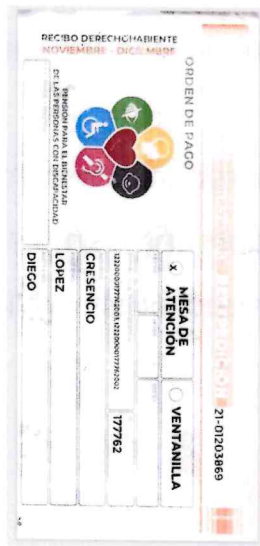 RECIBO DERECHOHABIENTE
NOVIEMBRE - DICIEMBRE
ORDEN DE PAGO
21-01203869
PENSIÓN PARA EL BIENESTAR
DE LAS PERSONAS CON DISCAPACIDAD
X MESA DE ATENCIÓN
VENTANILLA
177762
CRESENCIO
LOPEZ
DIEGO